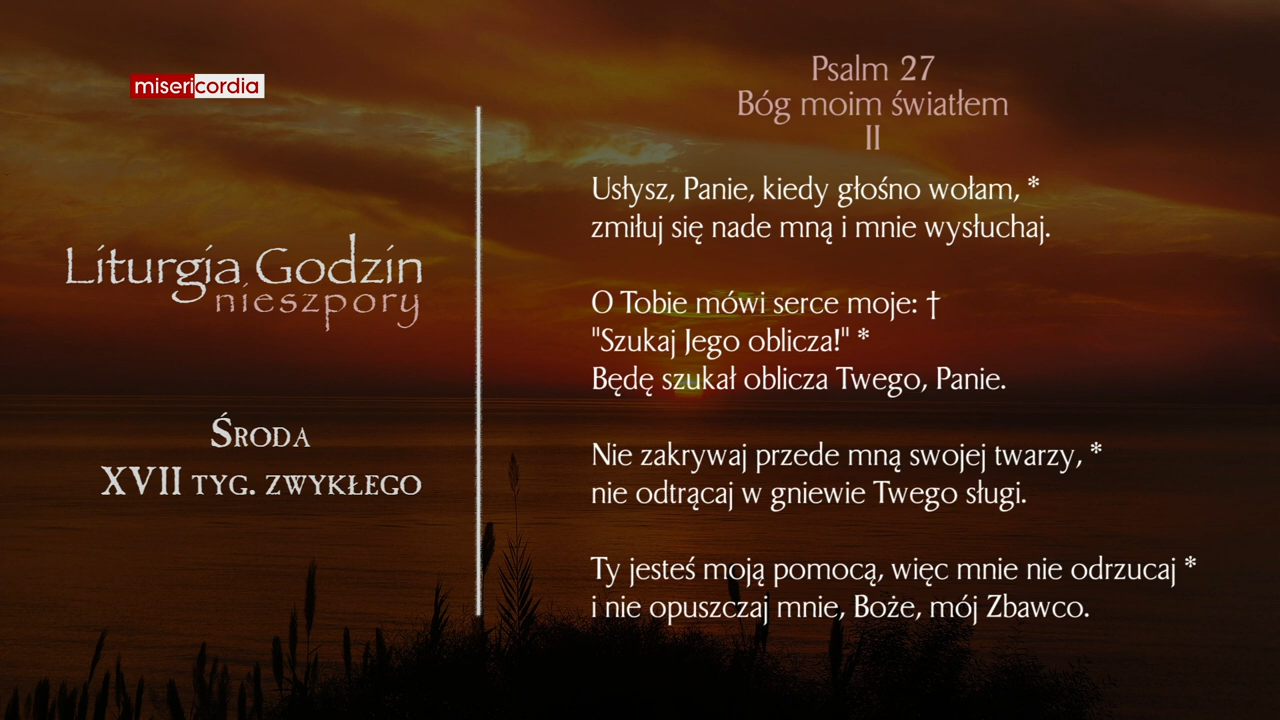 misericordia
Liturgia Godzin
nieszpory
Środa
XVII tyg. zwykłego
Psalm 27
Bóg moim światłem
II
Usłysz, Panie, kiedy głośno wołam, *
zmiłuj się nade mną i mnie wysłuchaj.
O Tobie mówi serce moje: †
"Szukaj Jego oblicza!" *
Będę szukał oblicza Twego, Panie.
Nie zakrywaj przede mną swojej twarzy, *
nie odtrącaj w gniewie Twego sługi.
Ty jesteś moją pomocą, więc mnie nie odrzucaj *
i nie opuszczaj mnie, Boże, mój Zbawco.